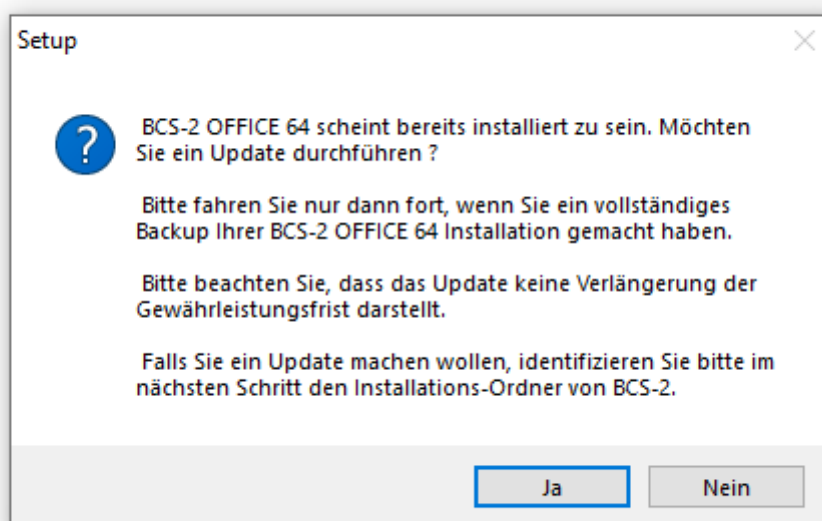 Setup
BCS-2 OFFICE 64 scheint bereits installiert zu sein. Möchten
Sie ein Update durchführen ?
Bitte fahren Sie nur dann fort, wenn Sie ein vollständiges
Backup Ihrer BCS-2 OFFICE 64 Installation gemacht haben.
Bitte beachten Sie, dass das Update keine Verlängerung der
Gewährleistungsfrist darstellt.
Falls Sie ein Update machen wollen, identifizieren Sie bitte im
nächsten Schritt den Installations-Ordner von BCS-2.
Ja Nein